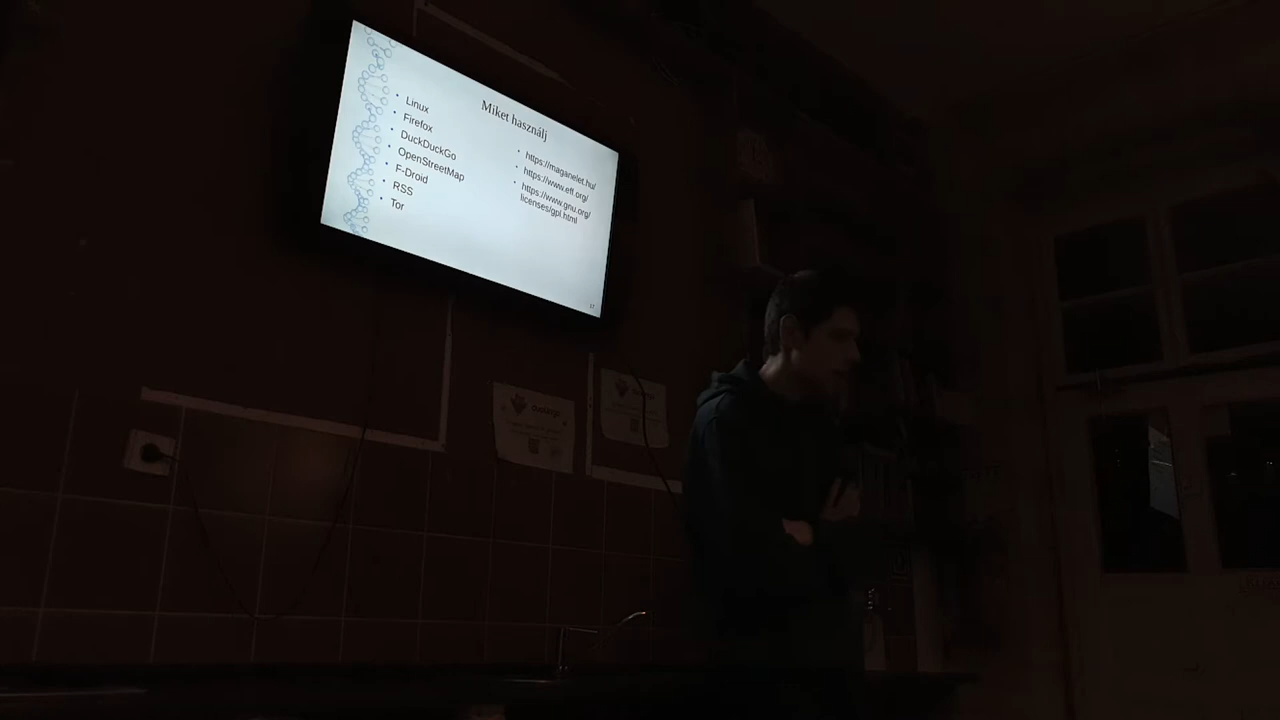 Miket használj
Linux
Firefox
DuckDuckGo
OpenStreetMap
F-Droid
RSS
Tor
https://maganelet.hu/
https://www.eff.org/
https://www.gnu.org/
licenses/gpl.html